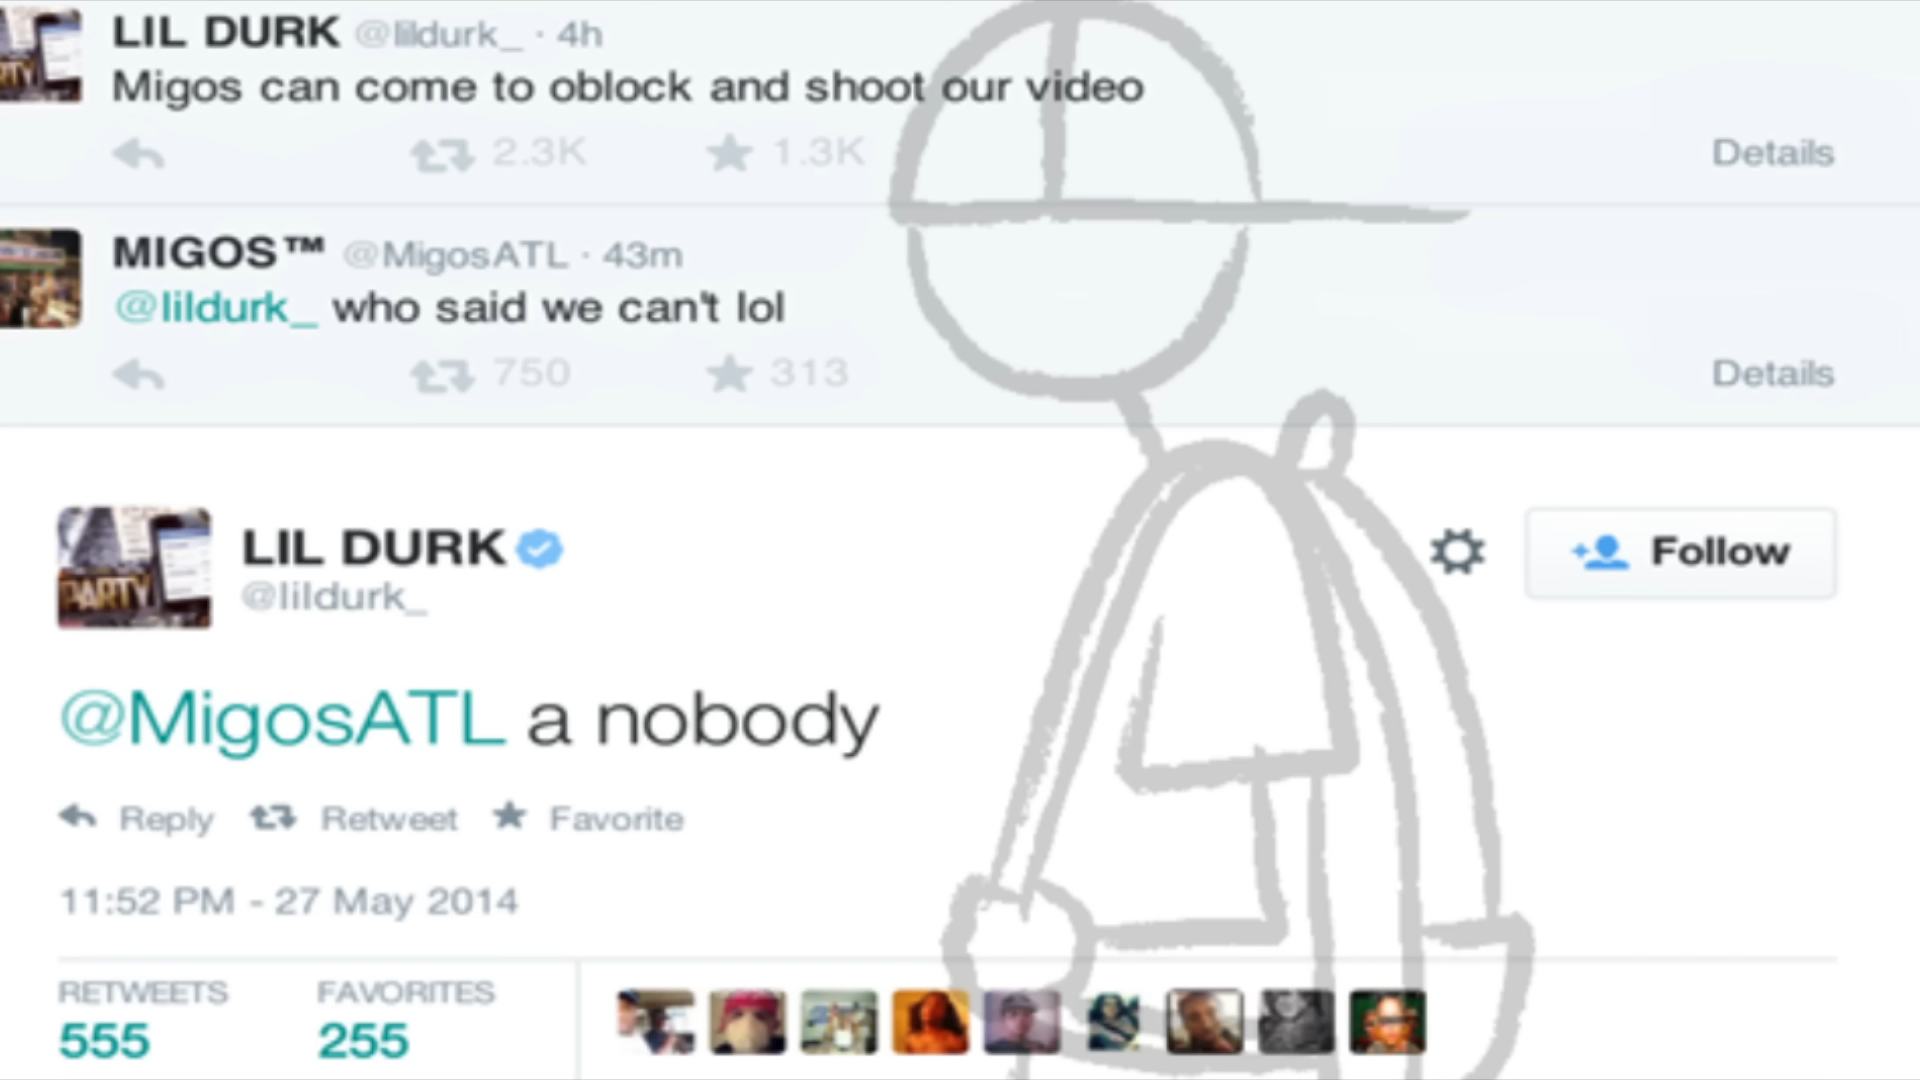 LIL DURK @lildurk_ · 4h
Migos can come to oblock and shoot our video
2.3K 1.3K Details
MIGOS™ @MigosATL · 43m
@lildurk_ who said we can't lol
750 313 Details
LIL DURK
@lildurk_
Follow
@MigosATL a nobody
Reply Retweet Favorite
11:52 PM - 27 May 2014
RETWEETS FAVORITES
555 255
PARTY